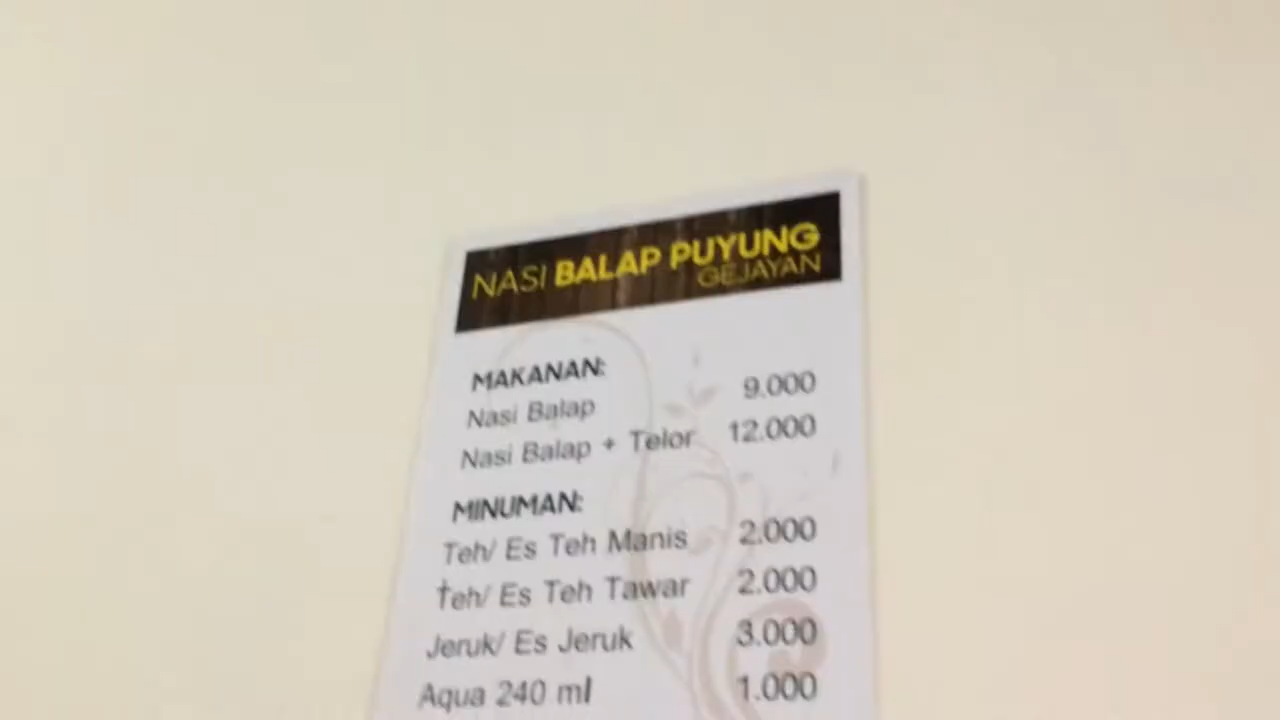 NASI BALAP PUYUNG
GEJAYAN
MAKANAN:
Nasi Balap 9.000
Nasi Balap + Telor 12.000
MINUMAN:
Teh/ Es Teh Manis 2.000
Teh/ Es Teh Tawar 2.000
Jeruk/ Es Jeruk 3.000
Aqua 240 ml 1.000